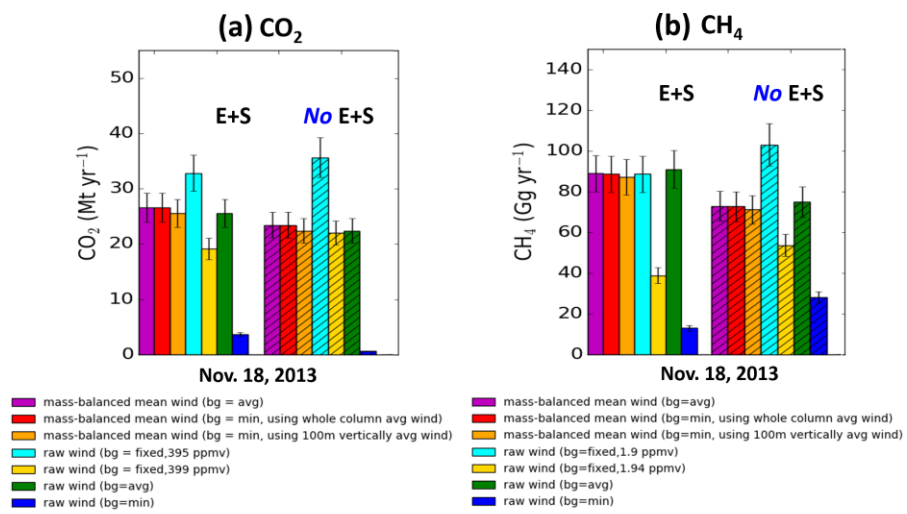 (a) CO₂
50
40
30
20
10
0
CO₂ (Mt yr⁻¹)
E+S
No E+S
Nov. 18, 2013
mass-balanced mean wind (bg = avg)
mass-balanced mean wind (bg = min, using whole column avg wind)
mass-balanced mean wind (bg = min, using 100m vertically avg wind)
raw wind (bg = fixed,395 ppmv)
raw wind (bg = fixed,399 ppmv)
raw wind (bg=avg)
raw wind (bg=min)
(b) CH₄
140
120
100
80
60
40
20
0
CH₄ (Gg yr⁻¹)
E+S
No E+S
Nov. 18, 2013
mass-balanced mean wind (bg=avg)
mass-balanced mean wind (bg=min, using whole column avg wind)
mass-balanced mean wind (bg=min, using 100m vertically avg wind)
raw wind (bg=fixed,1.9 ppmv)
raw wind (bg=fixed,1.94 ppmv)
raw wind (bg=avg)
raw wind (bg=min)